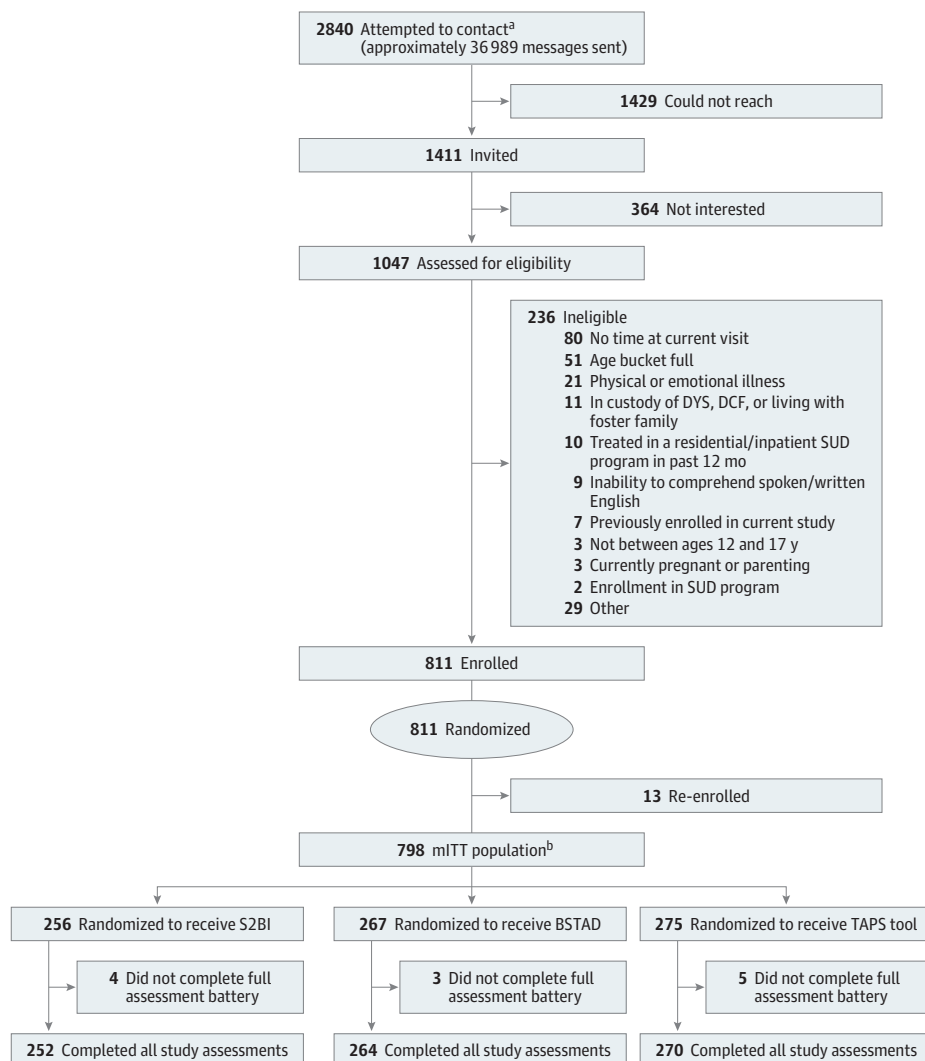 2840 Attempted to contactᵃ
(approximately 36 989 messages sent)
1429 Could not reach
1411 Invited
364 Not interested
1047 Assessed for eligibility
236 Ineligible
80 No time at current visit
51 Age bucket full
21 Physical or emotional illness
11 In custody of DYS, DCF, or living with
foster family
10 Treated in a residential/inpatient SUD
program in past 12 mo
9 Inability to comprehend spoken/written
English
7 Previously enrolled in current study
3 Not between ages 12 and 17 y
3 Currently pregnant or parenting
2 Enrollment in SUD program
29 Other
811 Enrolled
811 Randomized
13 Re-enrolled
798 mITT populationᵇ
256 Randomized to receive S2BI
267 Randomized to receive BSTAD
275 Randomized to receive TAPS tool
4 Did not complete full
assessment battery
3 Did not complete full
assessment battery
5 Did not complete full
assessment battery
252 Completed all study assessments
264 Completed all study assessments
270 Completed all study assessments